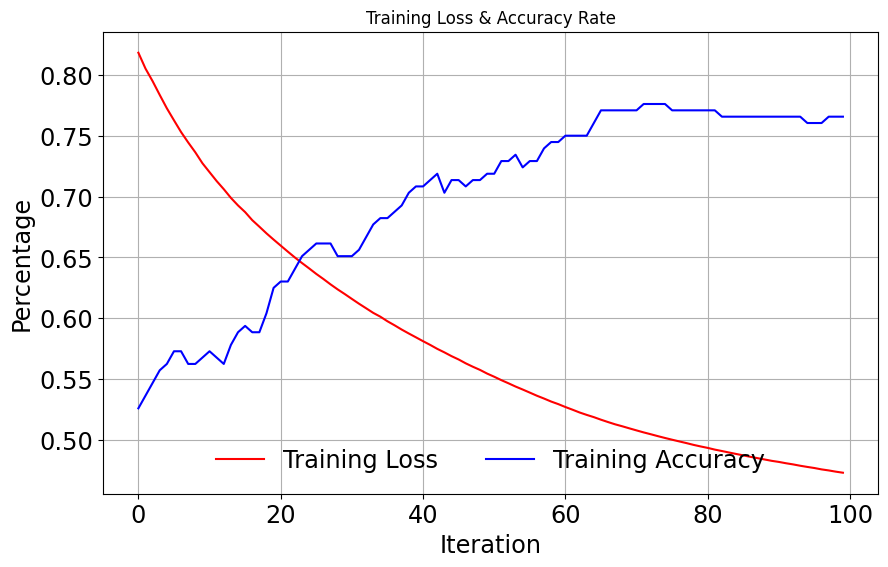 Training Loss & Accuracy Rate
Percentage
0.80
0.75
0.70
0.65
0.60
0.55
0.50
Training Loss Training Accuracy
0 20 40 60 80 100
Iteration